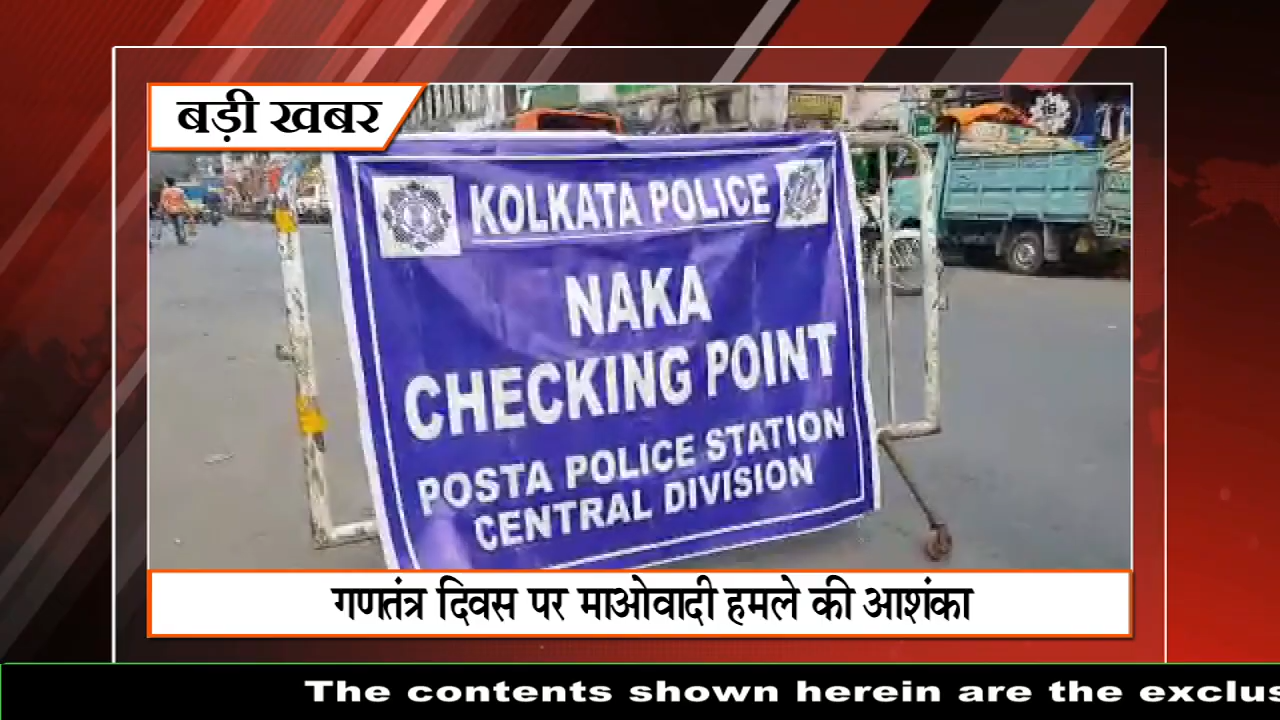 बड़ी खबर
KOLKATA POLICE
NAKA
CHECKING POINT
POSTA POLICE STATION
CENTRAL DIVISION
गणतंत्र दिवस पर माओवादी हमले की आशंका
The contents shown herein are the exclus